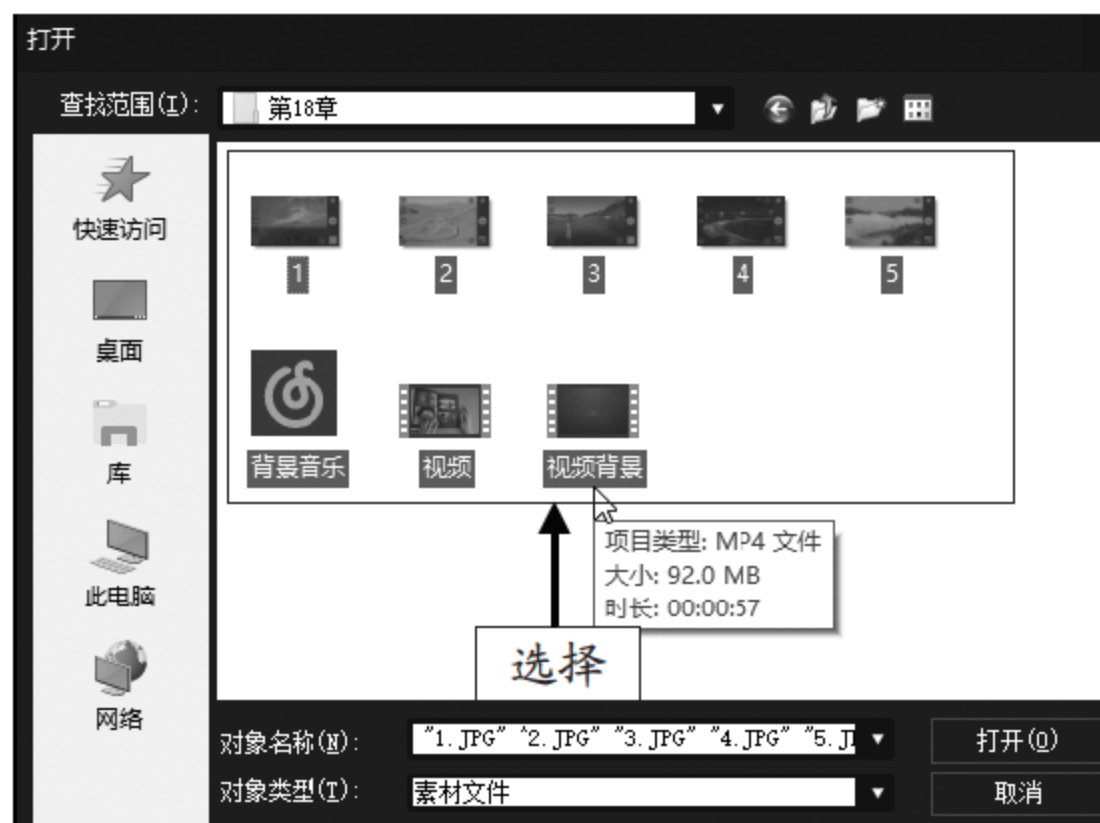 打开
查找范围(I):
第18章
快速访问
桌面
库
此电脑
网络
1 2 3 4 5
背景音乐 视频 视频背景
项目类型: MP4 文件
大小: 92.0 MB
时长: 00:00:57
选择
对象名称(N): "1.JPG" "2.JPG" "3.JPG" "4.JPG" "5.J
打开(O)
对象类型(T): 素材文件
取消